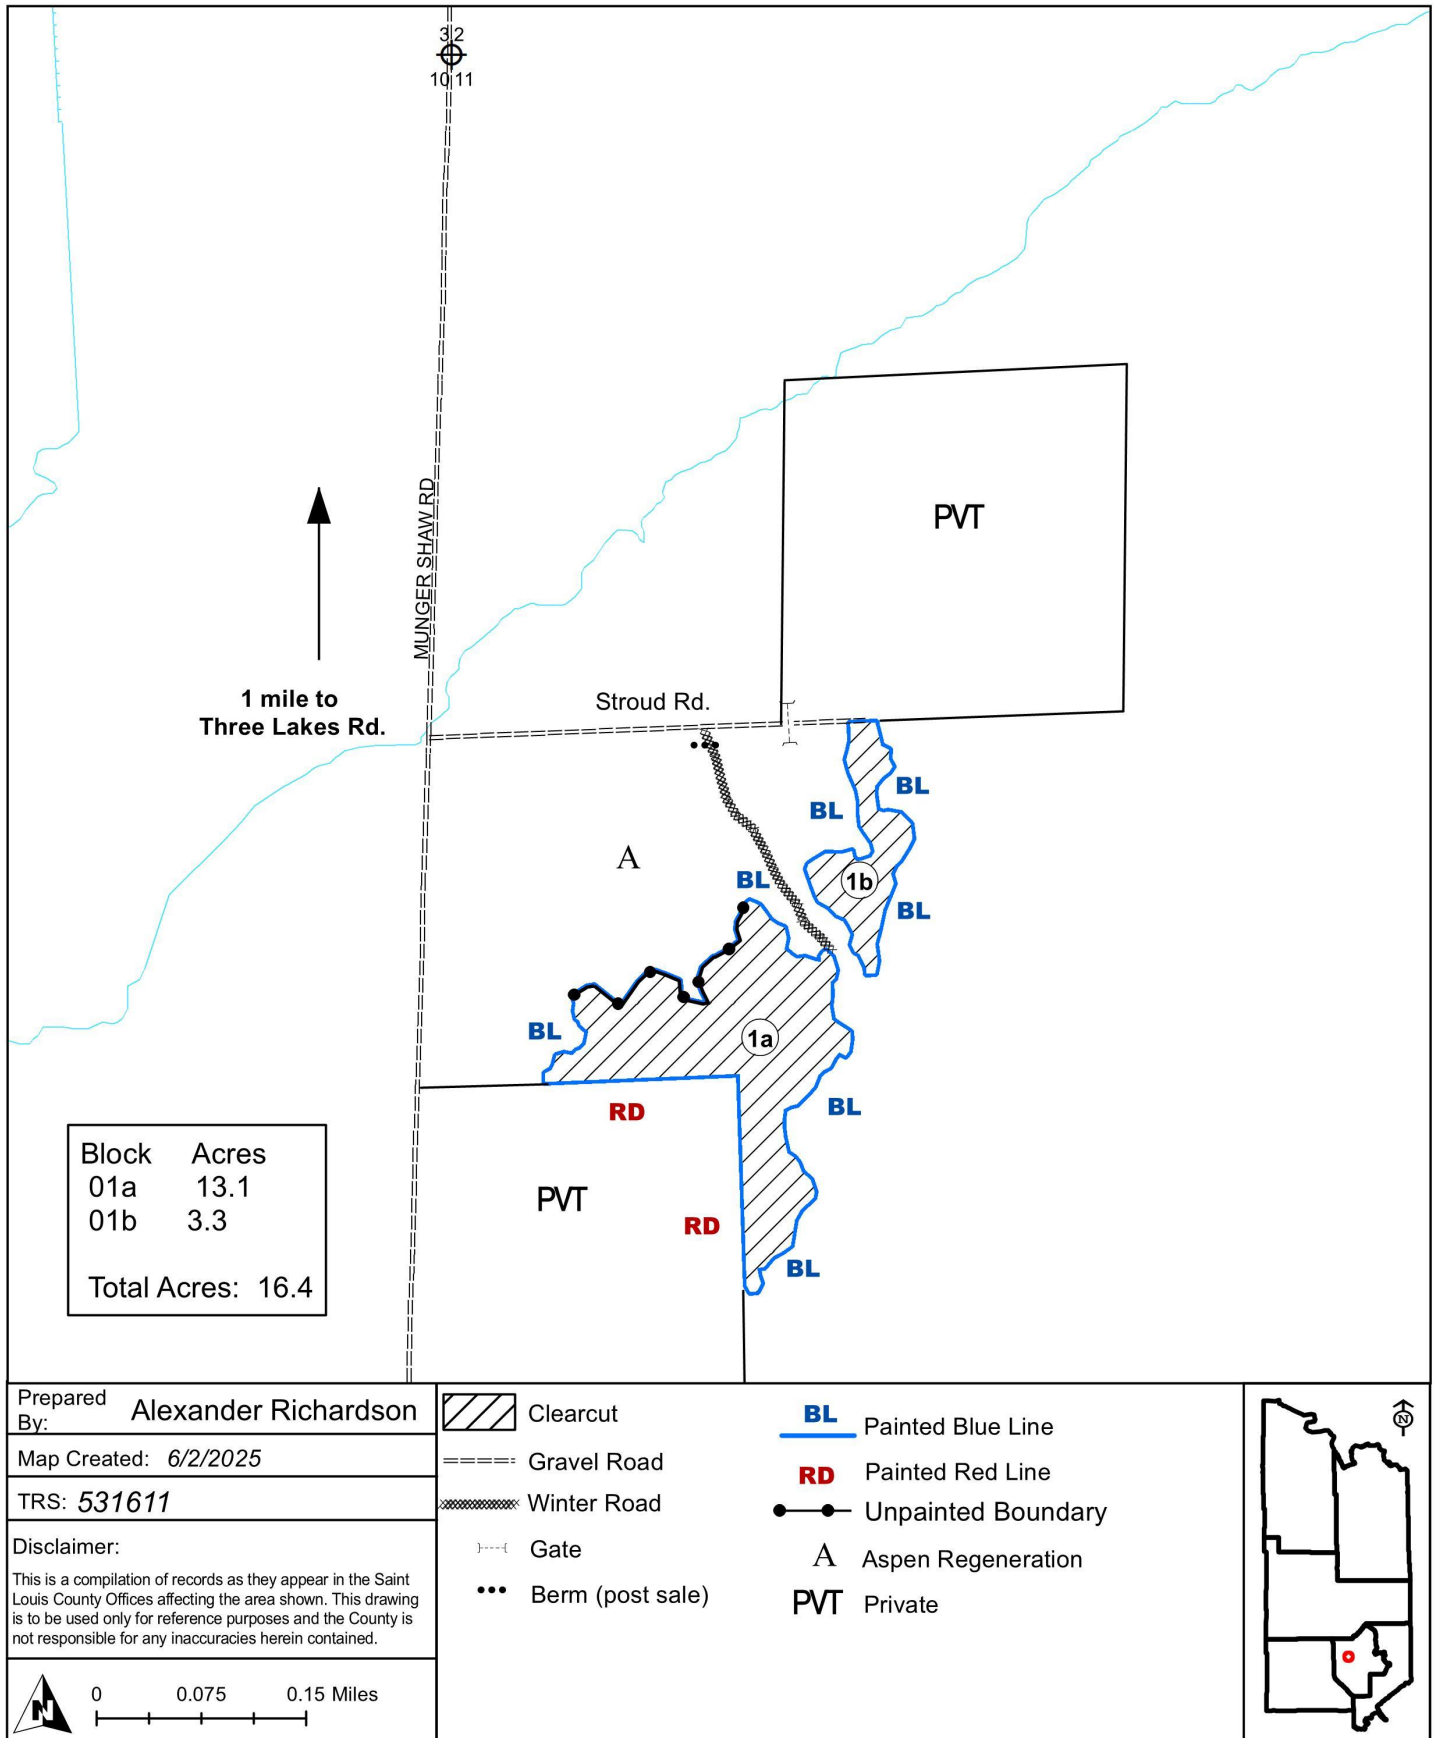 3 2
10 11
MUNGER SHAW RD
1 mile to
Three Lakes Rd.
Stroud Rd.
PVT
BL
BL
A
BL
1b
BL
BL
1a
BL
RD
PVT
RD
BL
Block Acres
01a 13.1
01b 3.3
Total Acres: 16.4
Prepared
By: Alexander Richardson
Map Created: 6/2/2025
TRS: 531611
Disclaimer:
This is a compilation of records as they appear in the Saint
Louis County Offices affecting the area shown. This drawing
is to be used only for reference purposes and the County is
not responsible for any inaccuracies herein contained.
N
0 0.075 0.15 Miles
Clearcut
Gravel Road
Winter Road
Gate
Berm (post sale)
BL Painted Blue Line
RD Painted Red Line
Unpainted Boundary
A Aspen Regeneration
PVT Private
N